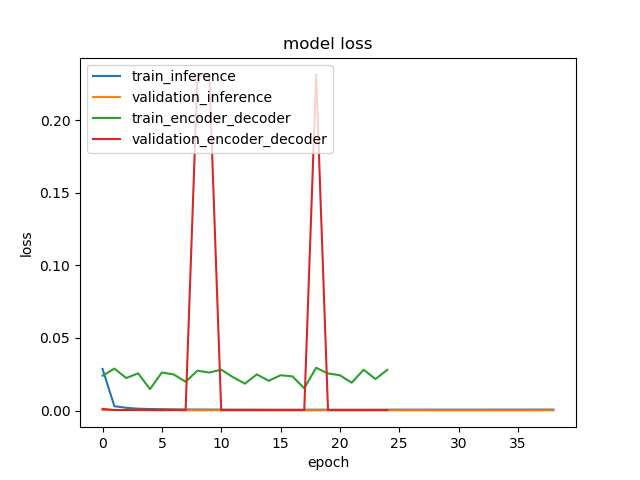 model loss
train_inference
validation_inference
train_encoder_decoder
validation_encoder_decoder
0.20
0.15
0.10
0.05
0.00
loss
0 5 10 15 20 25 30 35
epoch